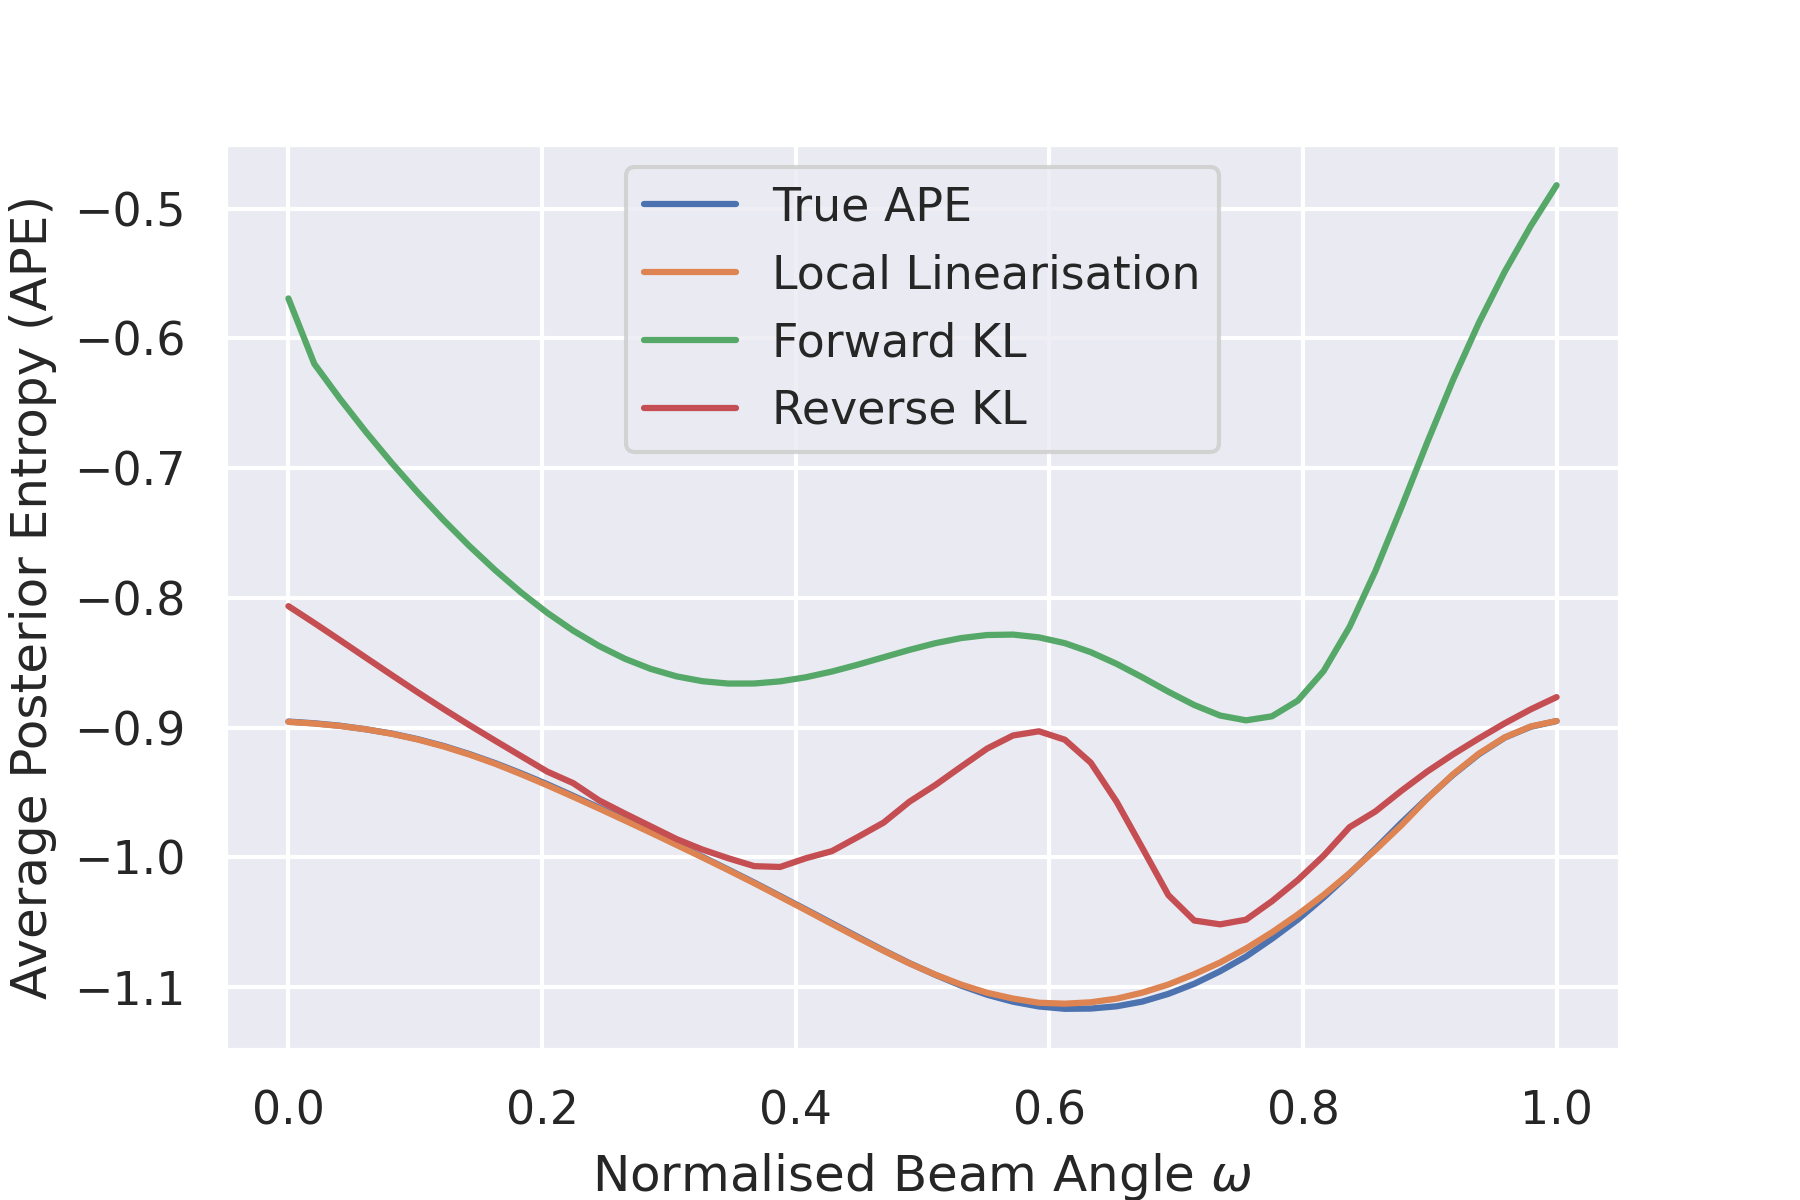 True APE
Local Linearisation
Forward KL
Reverse KL
Average Posterior Entropy (APE)
−0.5
−0.6
−0.7
−0.8
−0.9
−1.0
−1.1
0.0 0.2 0.4 0.6 0.8 1.0
Normalised Beam Angle ω